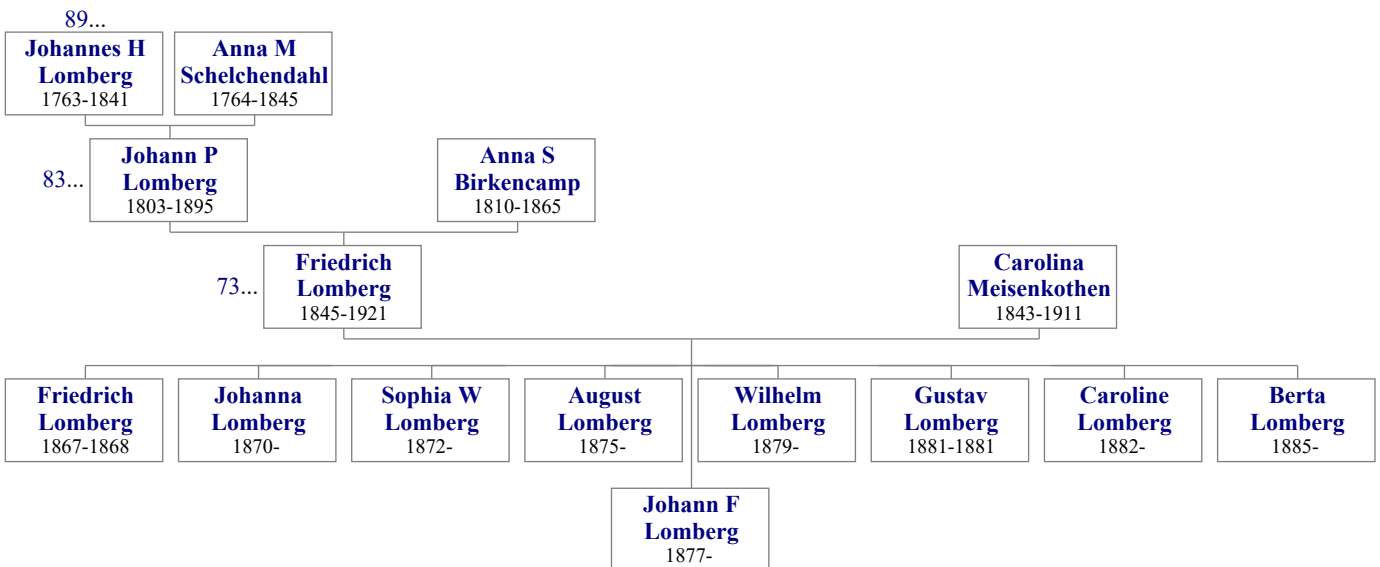 89...
Johannes H
Lomberg
1763-1841
Anna M
Schelchendahl
1764-1845
83...
Johann P
Lomberg
1803-1895
Anna S
Birkencamp
1810-1865
73...
Friedrich
Lomberg
1845-1921
Carolina
Meisenkothen
1843-1911
Friedrich
Lomberg
1867-1868
Johanna
Lomberg
1870-
Sophia W
Lomberg
1872-
August
Lomberg
1875-
Wilhelm
Lomberg
1879-
Gustav
Lomberg
1881-1881
Caroline
Lomberg
1882-
Berta
Lomberg
1885-
Johann F
Lomberg
1877-